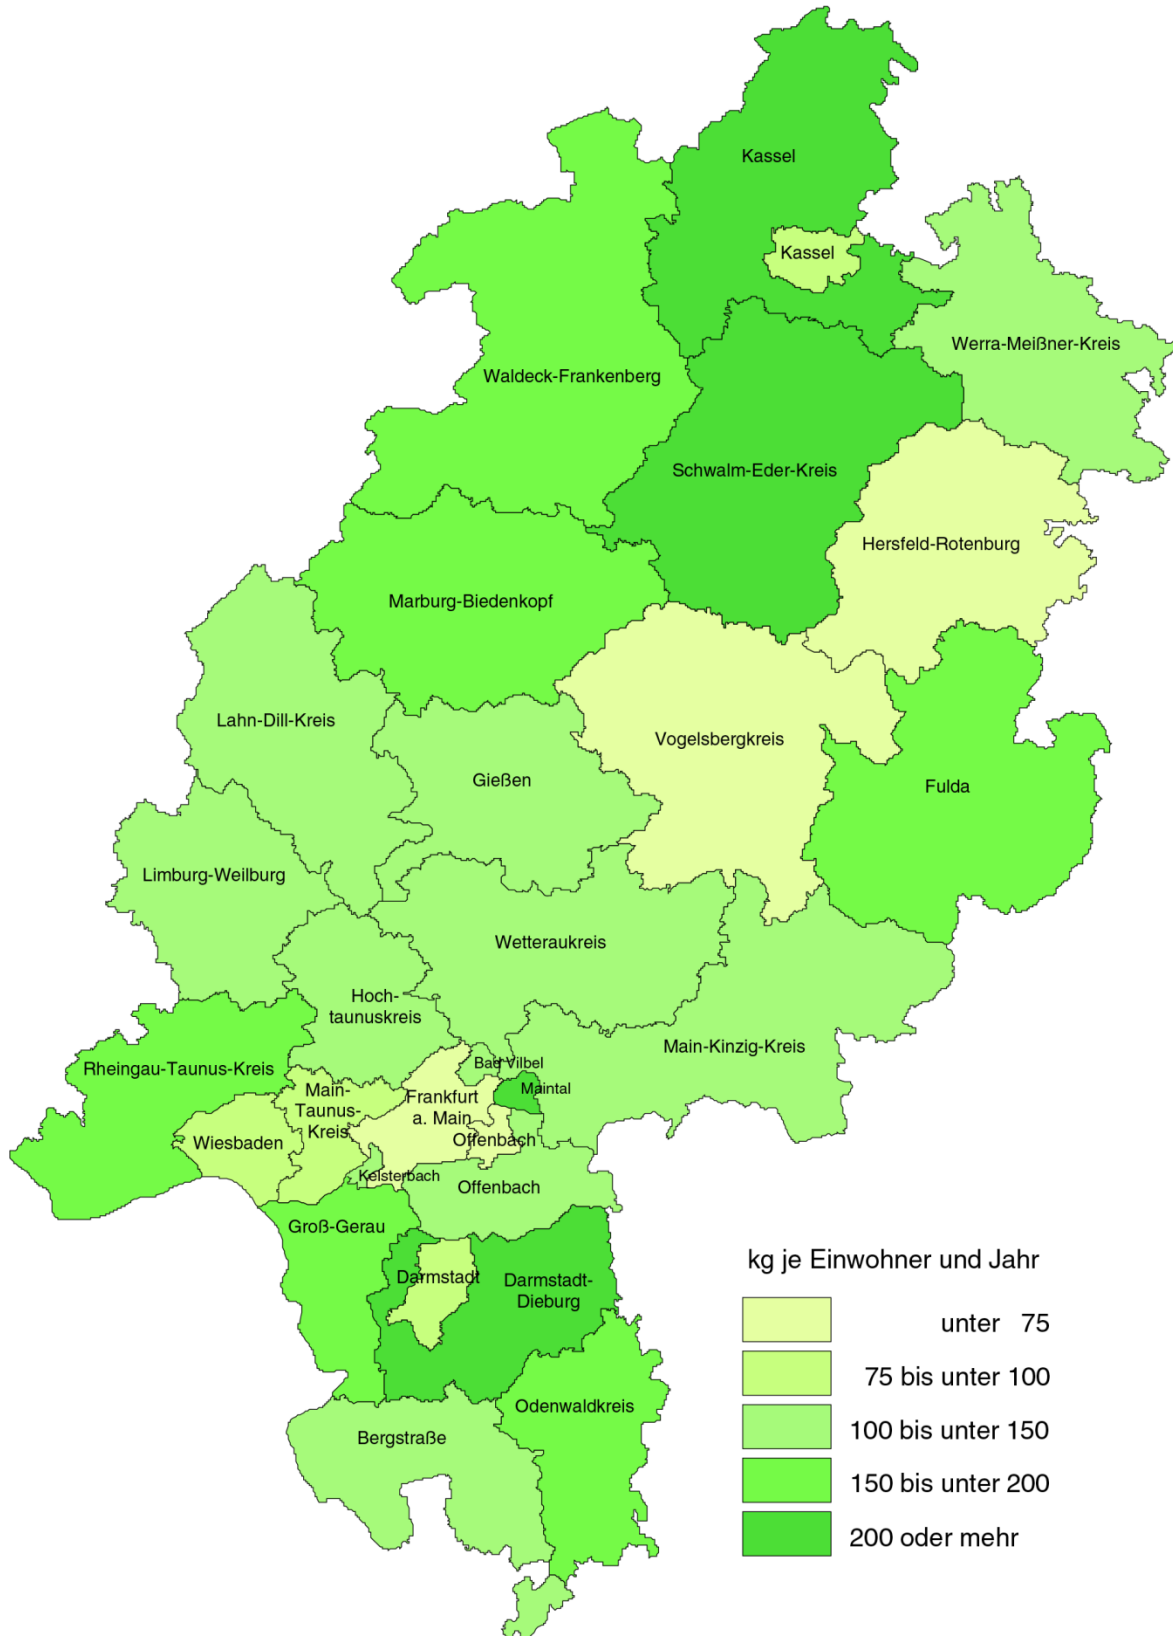 Kassel
Kassel
Werra-Meißner-Kreis
Waldeck-Frankenberg
Schwalm-Eder-Kreis
Hersfeld-Rotenburg
Marburg-Biedenkopf
Lahn-Dill-Kreis
Vogelsbergkreis
Gießen
Fulda
Limburg-Weilburg
Wetteraukreis
Hoch-
taunuskreis
Main-Kinzig-Kreis
Bad Vilbel
Rheingau-Taunus-Kreis
Maintal
Main-
Taunus-
Kreis
Frankfurt
a. Main
Wiesbaden
Offenbach
Kelsterbach
Offenbach
Groß-Gerau
Darmstadt
Darmstadt-
Dieburg
Odenwaldkreis
Bergstraße
kg je Einwohner und Jahr
unter 75
75 bis unter 100
100 bis unter 150
150 bis unter 200
200 oder mehr